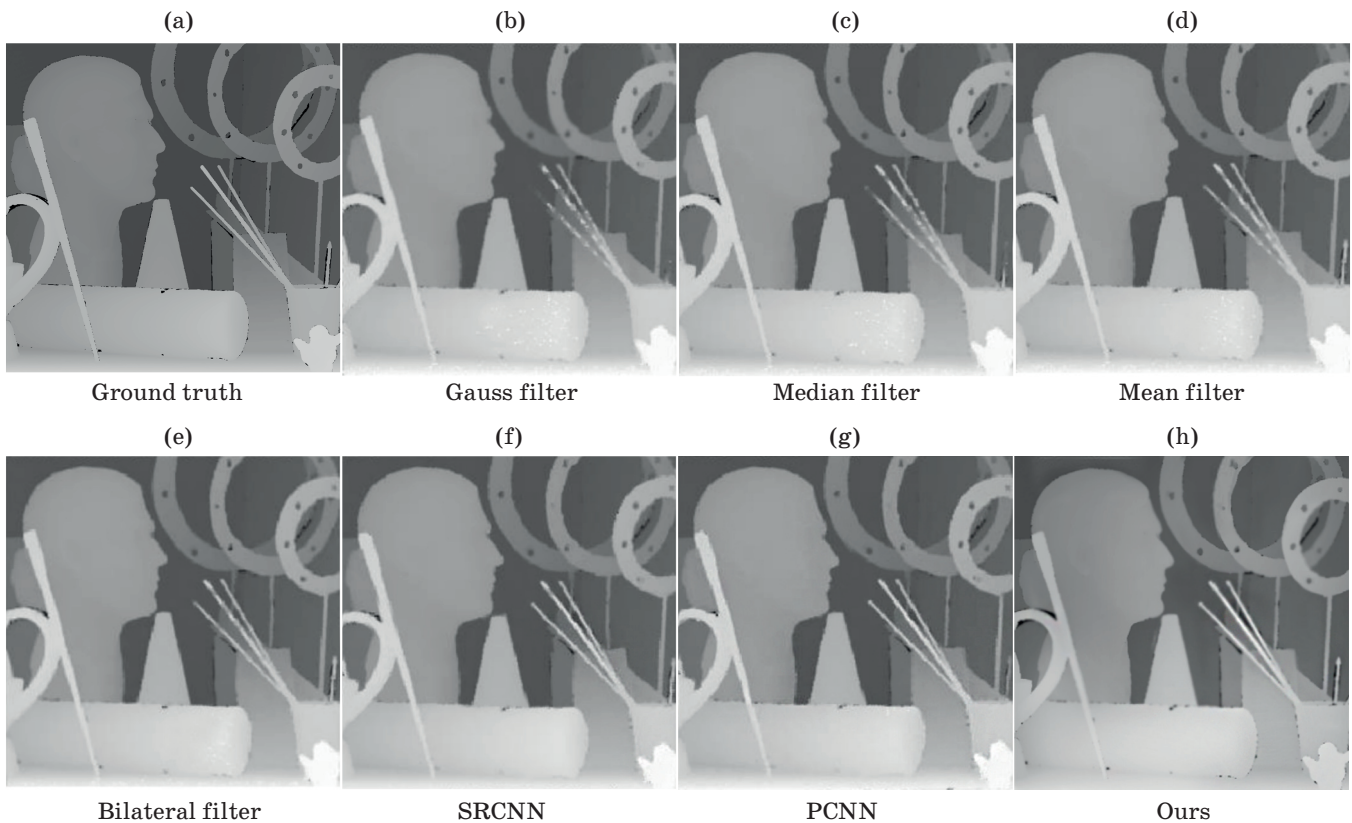 (a) (b) (c) (d)
Ground truth Gauss filter Median filter Mean filter
(e) (f) (g) (h)
Bilateral filter SRCNN PCNN Ours